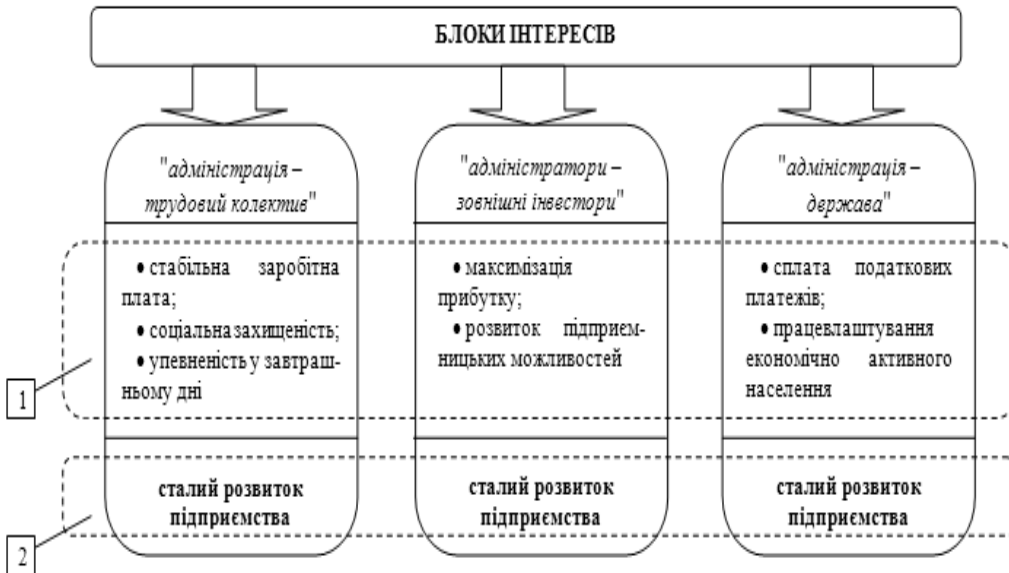 БЛОКИ ІНТЕРЕСІВ
"адміністрація –
трудовий колектив"
• стабільна заробітна
плата;
• соціальна захищеність;
• упевненість у завтраш-
ньому дні
сталий розвиток
підприємства
"адміністратори –
зовнішні інвестори"
• максимізація
прибутку;
• розвиток підприєм-
ницьких можливостей
сталий розвиток
підприємства
"адміністрація –
держава"
• сплата податкових
платежів;
• працевлаштування
економічно активного
населення
сталий розвиток
підприємства
1
2